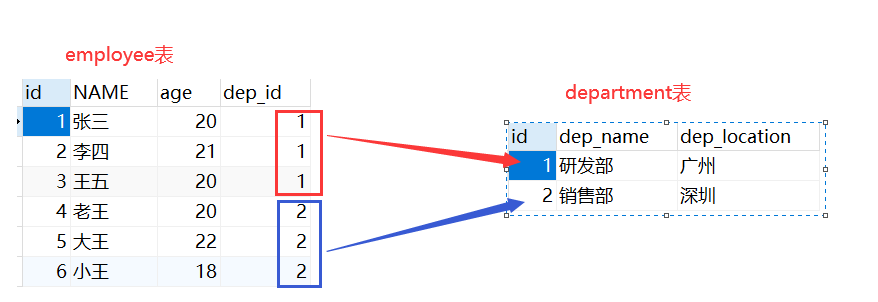 employee表
id NAME age dep_id
1 张三 20 1
2 李四 21 1
3 王五 20 1
4 老王 20 2
5 大王 22 2
6 小王 18 2
department表
id dep_name dep_location
1 研发部 广州
2 销售部 深圳